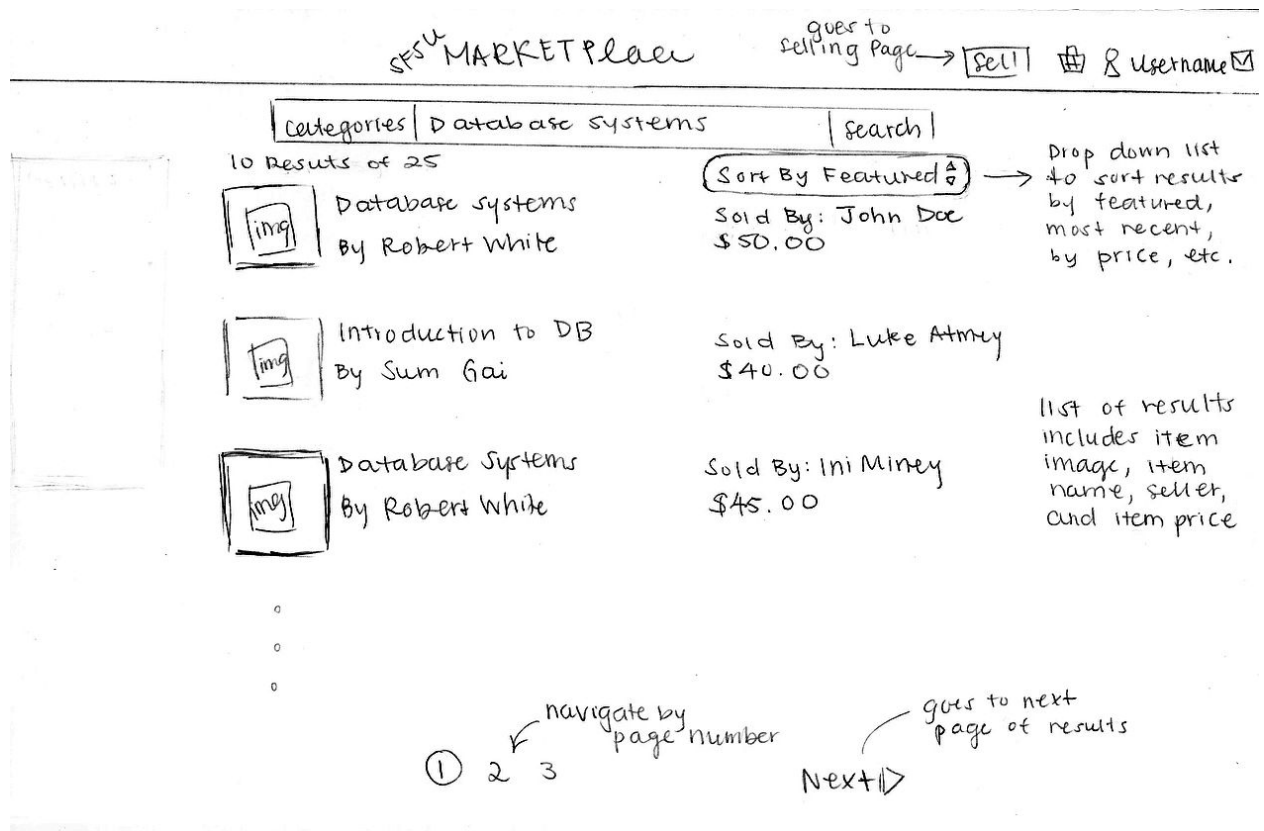 goes to
selling Page
SFSU MARKETPlace
Sell
username
categories
Database systems
search
10 Resuts of 25
Sort By Featured
Drop down list
to sort results
by featured,
most recent,
by price, etc.
img
Database systems
By Robert White
Sold By: John Doe
$50.00
img
Introduction to DB
By Sum Gai
Sold By: Luke Atmey
$40.00
list of results
includes item
image, item
name, seller,
and item price
img
Database Systems
By Robert White
Sold By: Ini Miney
$45.00
navigate by
page number
goes to next
page of results
1 2 3
Next